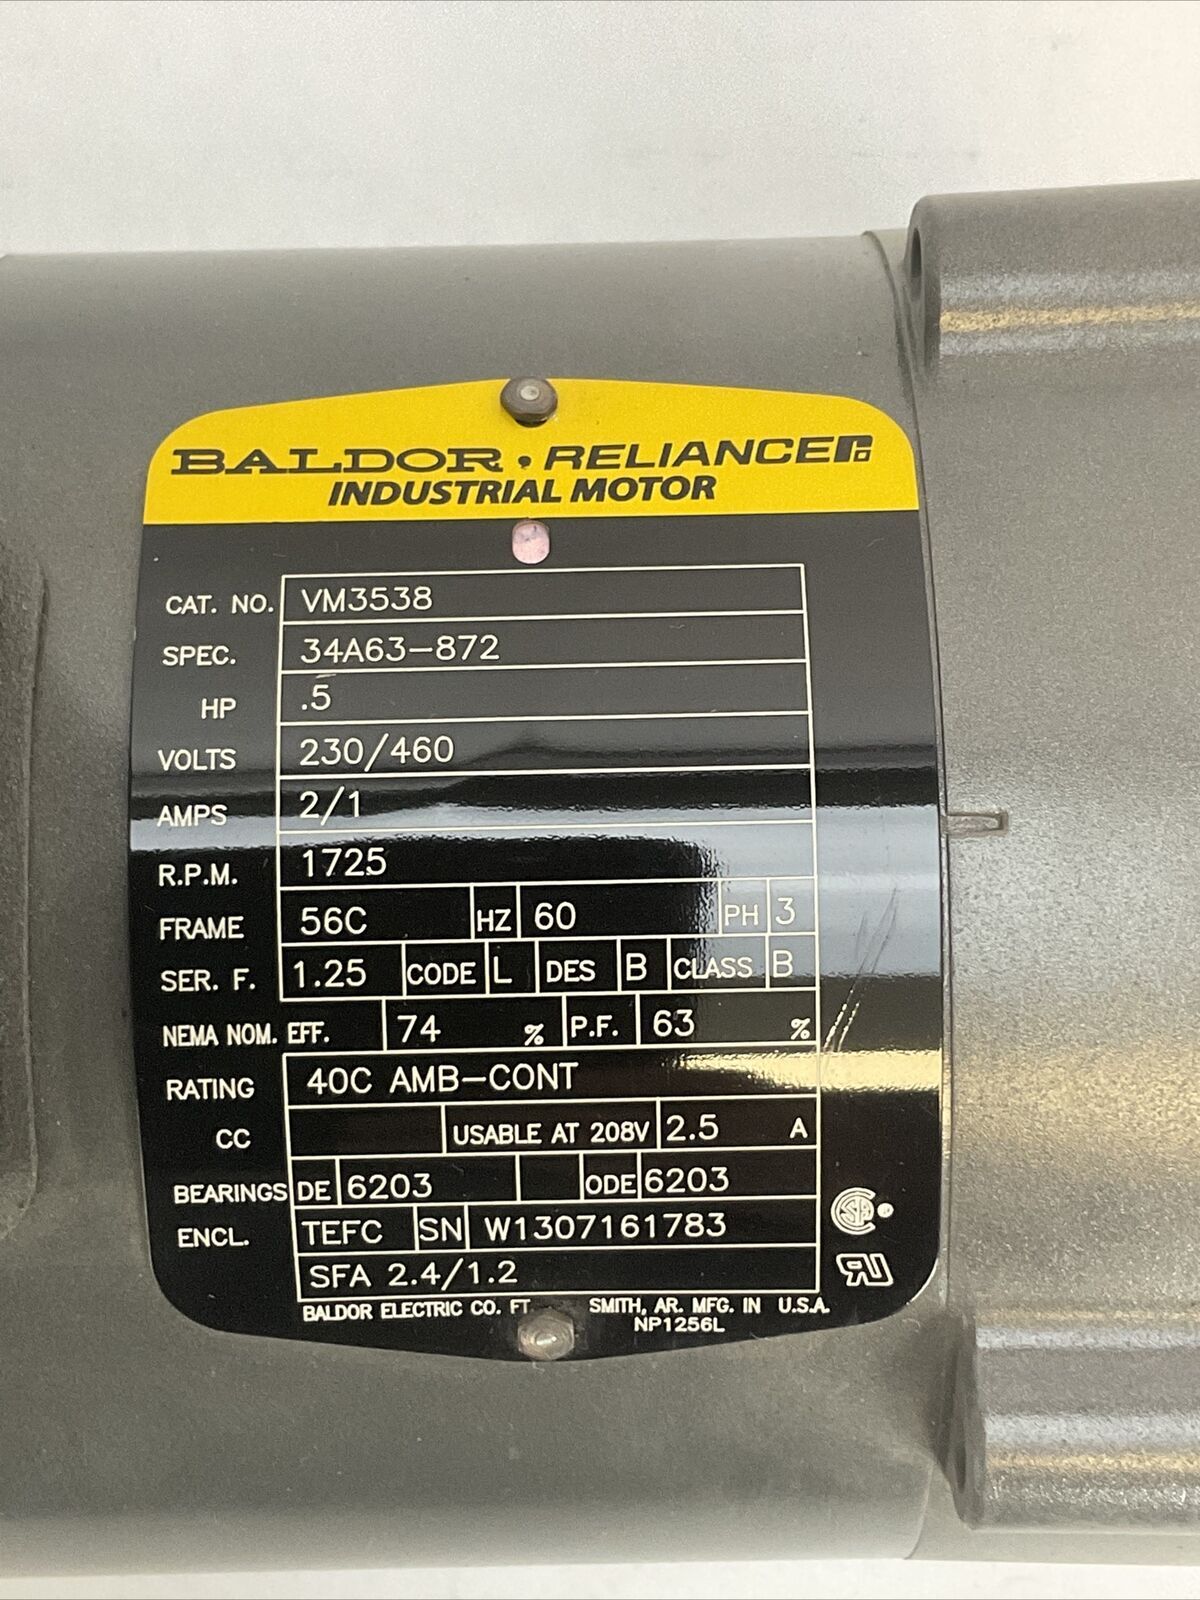 BALDOR • RELIANCE
INDUSTRIAL MOTOR
CAT. NO. VM3538
SPEC. 34A63-872
HP .5
VOLTS 230/460
AMPS 2/1
R.P.M. 1725
FRAME 56C HZ 60 PH 3
SER. F. 1.25 CODE L DES B CLASS B
NEMA NOM. EFF. 74 % P.F. 63 %
RATING 40C AMB-CONT
CC USABLE AT 208V 2.5 A
BEARINGS DE 6203 ODE 6203
ENCL. TEFC SN W1307161783
SFA 2.4/1.2
BALDOR ELECTRIC CO. FT. SMITH, AR. MFG. IN U.S.A.
NP1256L